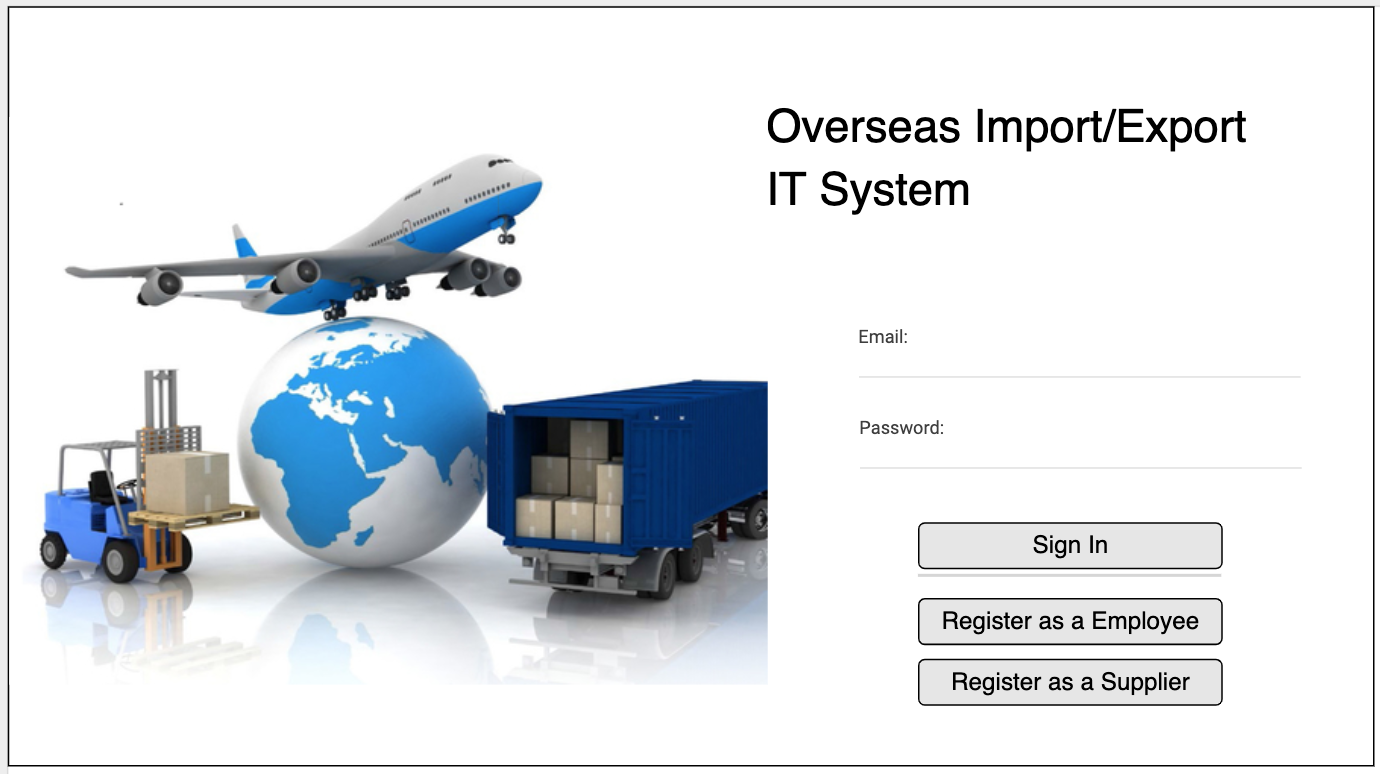 Overseas Import/Export
IT System
Email:
Password:
Sign In
Register as a Employee
Register as a Supplier